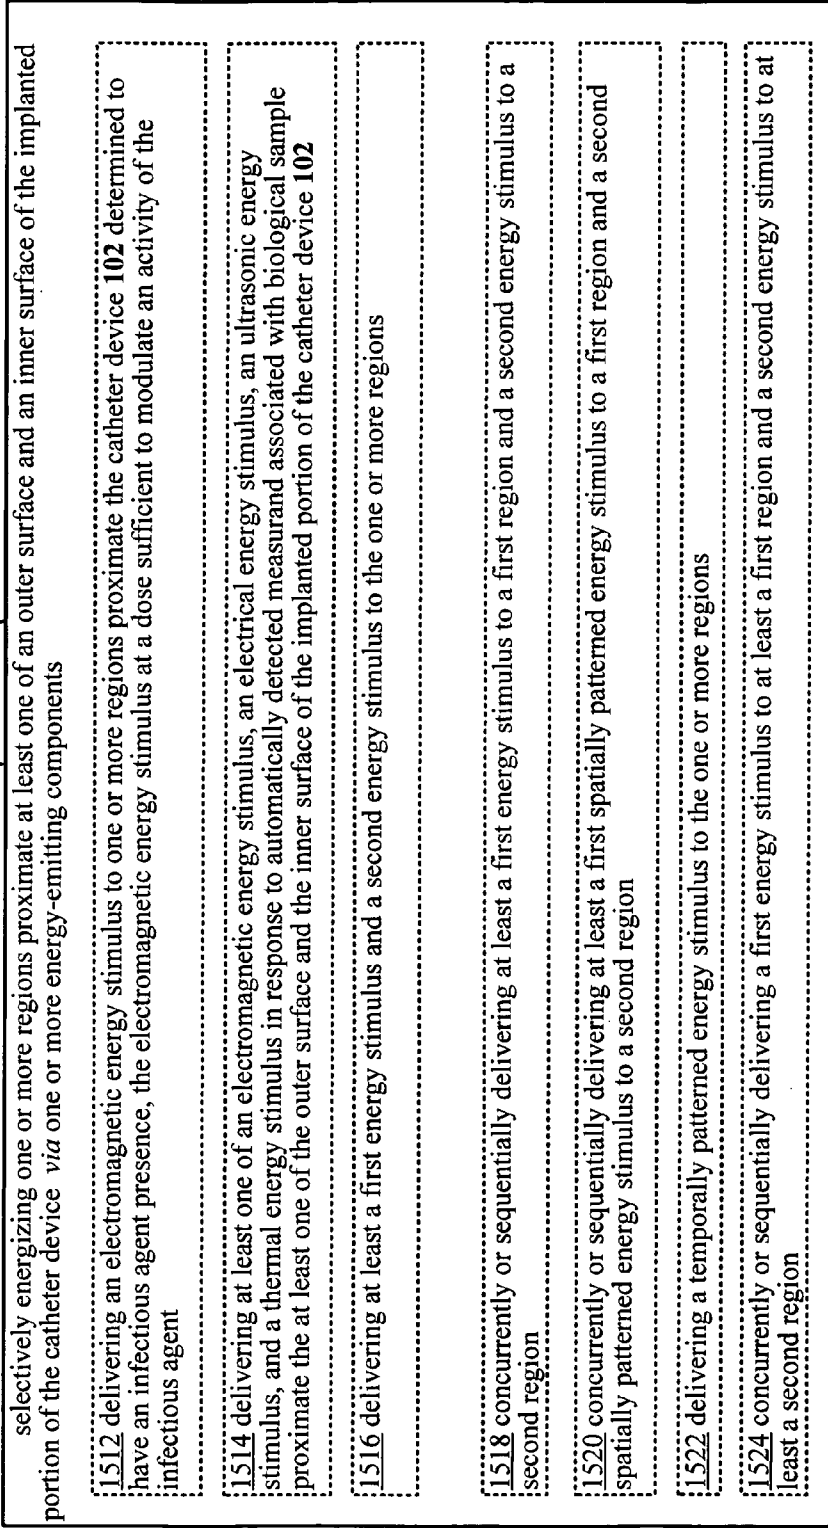 selectively energizing one or more regions proximate at least one of an outer surface and an inner surface of the implanted
portion of the catheter device via one or more energy-emitting components
1512 delivering an electromagnetic energy stimulus to one or more regions proximate the catheter device 102 determined to
have an infectious agent presence, the electromagnetic energy stimulus at a dose sufficient to modulate an activity of the
infectious agent
1514 delivering at least one of an electromagnetic energy stimulus, an electrical energy stimulus, an ultrasonic energy
stimulus, and a thermal energy stimulus in response to automatically detected measurand associated with biological sample
proximate the at least one of the outer surface and the inner surface of the implanted portion of the catheter device 102
1516 delivering at least a first energy stimulus and a second energy stimulus to the one or more regions
1518 concurrently or sequentially delivering at least a first energy stimulus to a first region and a second energy stimulus to a
second region
1520 concurrently or sequentially delivering at least a first spatially patterned energy stimulus to a first region and a second
spatially patterned energy stimulus to a second region
1522 delivering a temporally patterned energy stimulus to the one or more regions
1524 concurrently or sequentially delivering a first energy stimulus to at least a first region and a second energy stimulus to at
least a second region